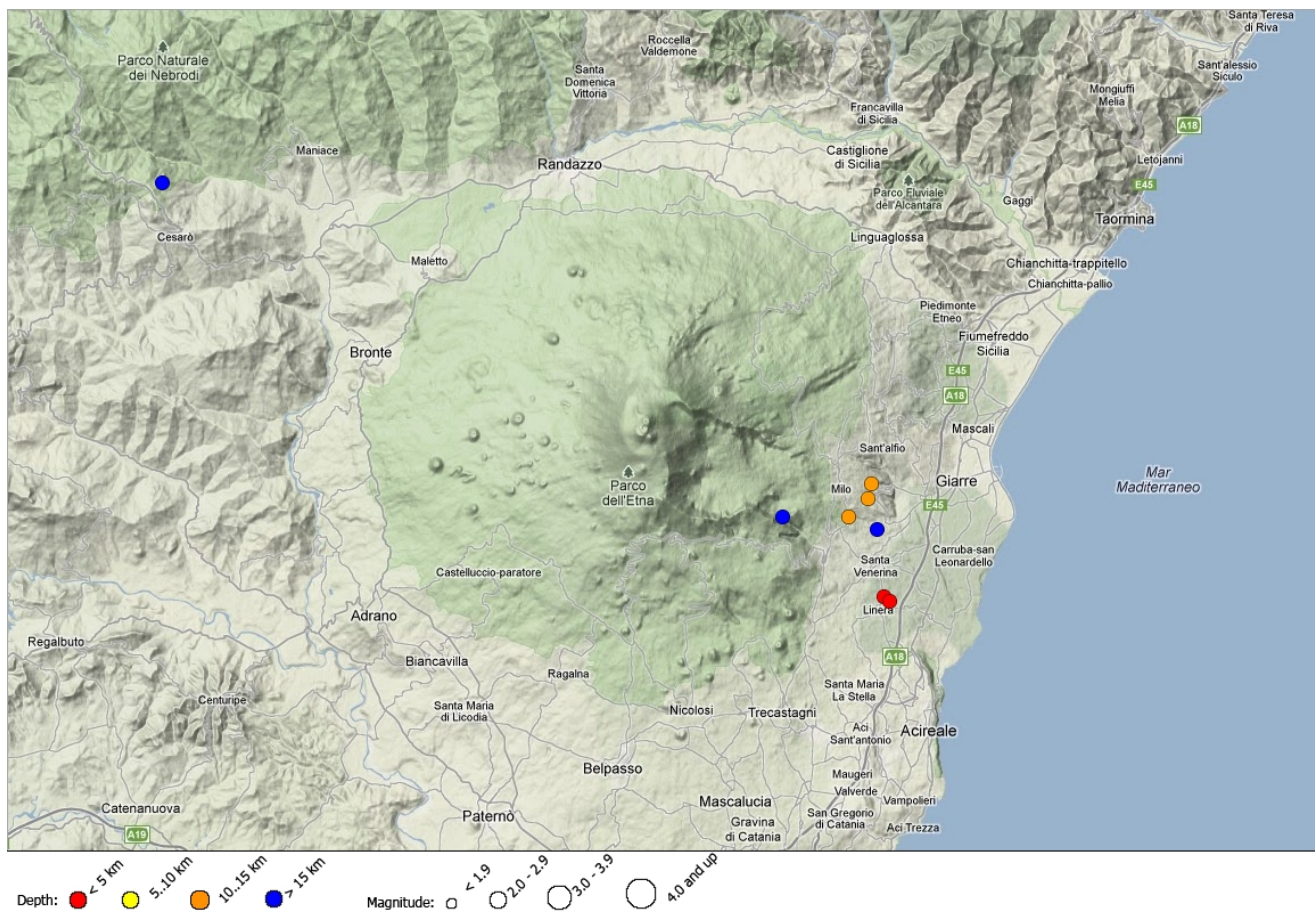 Santa Teresa
di Riva
Parco Naturale
dei Nebrodi
Roccella
Valdemone
Santa
Domenica
Vittoria
Sant'alessio
Siculo
Mongiuffi
Melia
Francavilla
di Sicilia
A18
Maniace
Randazzo
Castiglione
di Sicilia
Letojanni
E45
Parco Fluviale
dell'Alcantara
Gaggi
Taormina
Cesarò
Linguaglossa
Maletto
Chianchitta-trappitello
Chianchitta-pallio
Piedimonte
Etneo
Fiumefreddo
Sicilia
Bronte
E45
A18
Mascali
Sant'alfio
Parco
dell'Etna
Milo
Giarre
Mar
Maditerraneo
E45
Castelluccio-paratore
Santa
Venerina
Carruba-san
Leonardello
Adrano
Linera
Regalbuto
Biancavilla
A18
Ragalna
Centuripe
Santa Maria
di Licodia
Santa Maria
La Stella
Nicolosi
Trecastagni
Aci
Sant'antonio
Acireale
Belpasso
Maugeri
Valverde
Catenanuova
Paternò
Mascalucia
Vampolieri
Gravina
di Catania
San Gregorio
di Catania
Aci Trezza
A19
Depth: < 5 km 5..10 km 10..15 km > 15 km
Magnitude: < 1.9 2.0 - 2.9 3.0 - 3.9 4.0 and up